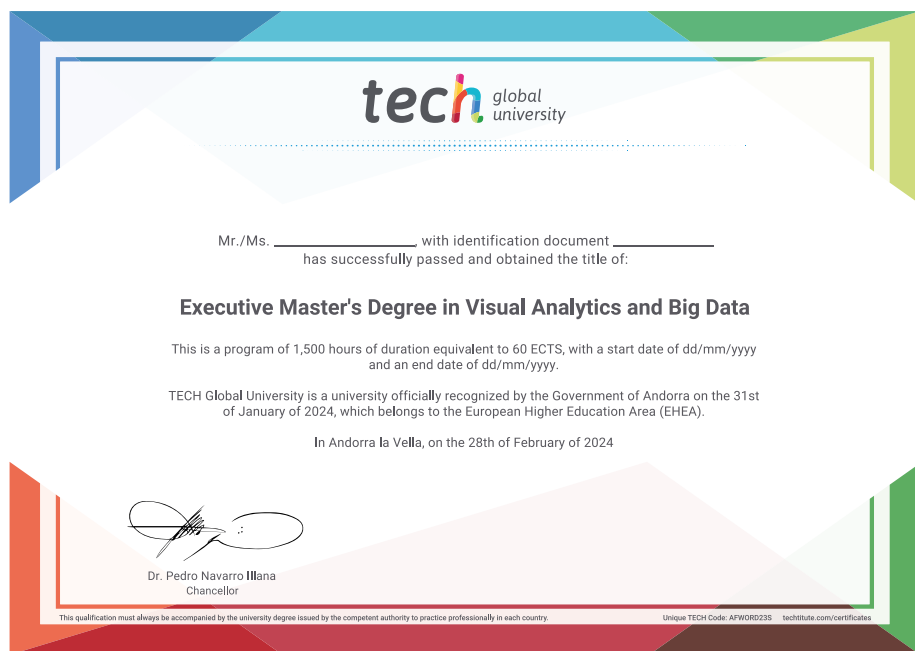 tech global university
Mr./Ms. ____________________, with identification document ______________
has successfully passed and obtained the title of:
Executive Master's Degree in Visual Analytics and Big Data
This is a program of 1,500 hours of duration equivalent to 60 ECTS, with a start date of dd/mm/yyyy
and an end date of dd/mm/yyyy.
TECH Global University is a university officially recognized by the Government of Andorra on the 31st
of January of 2024, which belongs to the European Higher Education Area (EHEA).
In Andorra la Vella, on the 28th of February of 2024
Dr. Pedro Navarro Illana
Chancellor
This qualification must always be accompanied by the university degree issued by the competent authority to practice professionally in each country.
Unique TECH Code: AFWORD23S techtitute.com/certificates